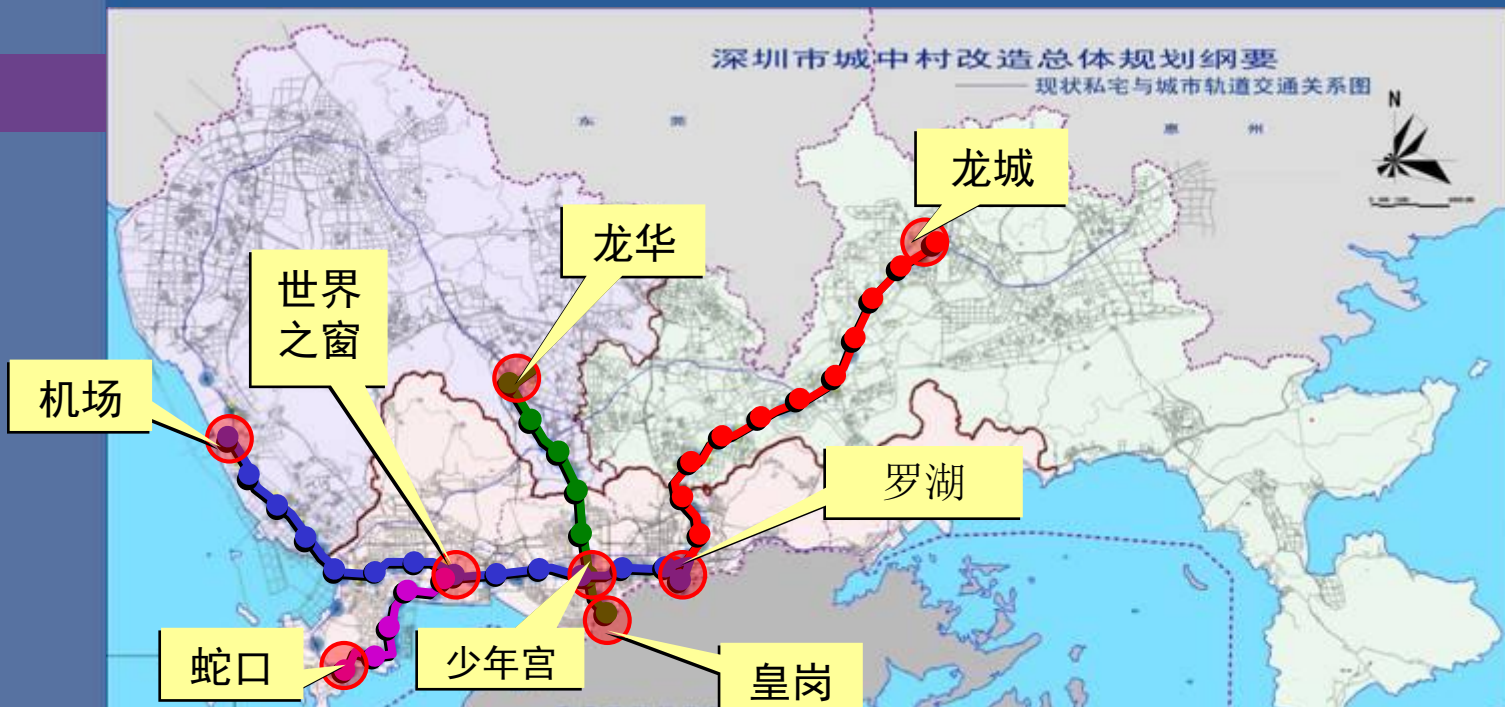 深圳市城中村改造总体规划纲要
—— 现状私宅与城市轨道交通关系图
N
东 莞
惠 州
龙城
龙华
世界
之窗
机场
罗湖
蛇口
少年宫
皇岗